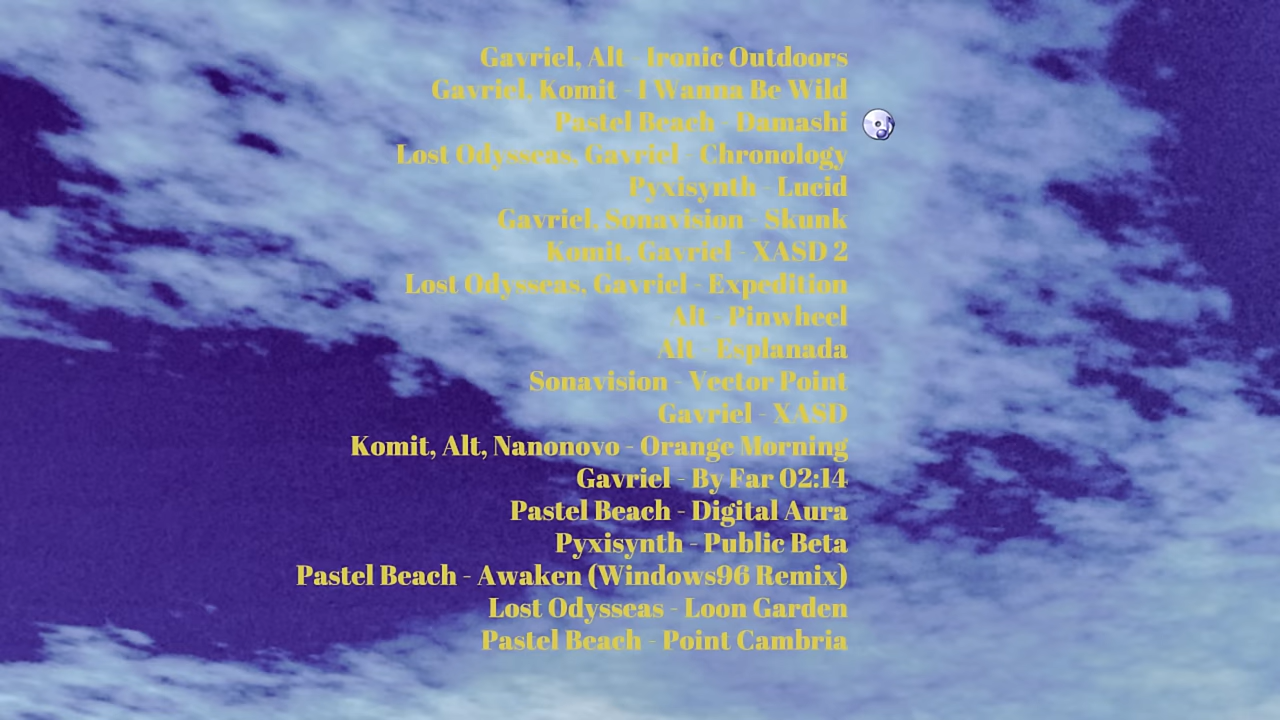 Gavriel, Alt - Ironic Outdoors
Gavriel, Komit - I Wanna Be Wild
Pastel Beach - Damashi
Lost Odysseas, Gavriel - Chronology
Pyxisynth - Lucid
Gavriel, Sonavision - Skunk
Komit, Gavriel - XASD 2
Lost Odysseas, Gavriel - Expedition
Alt - Pinwheel
Alt - Esplanada
Sonavision - Vector Point
Gavriel - XASD
Komit, Alt, Nanonovo - Orange Morning
Gavriel - By Far 02:14
Pastel Beach - Digital Aura
Pyxisynth - Public Beta
Pastel Beach - Awaken (Windows96 Remix)
Lost Odysseas - Loon Garden
Pastel Beach - Point Cambria